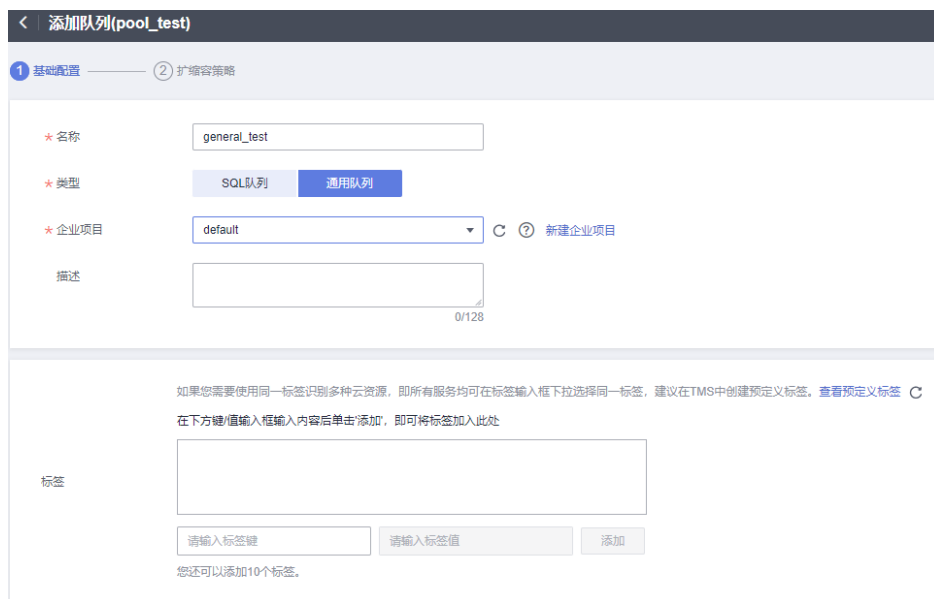 添加队列(pool_test)
1 基础配置 2 扩缩容策略
* 名称 general_test
* 类型 SQL队列 通用队列
* 企业项目 default 新建企业项目
描述
0/128
如果您需要使用同一标签识别多种云资源，即所有服务均可在标签输入框下拉选择同一标签，建议在TMS中创建预定义标签。查看预定义标签
在下方键/值输入框输入内容后单击'添加'，即可将标签加入此处
标签
请输入标签键 请输入标签值 添加
您还可以添加10个标签。